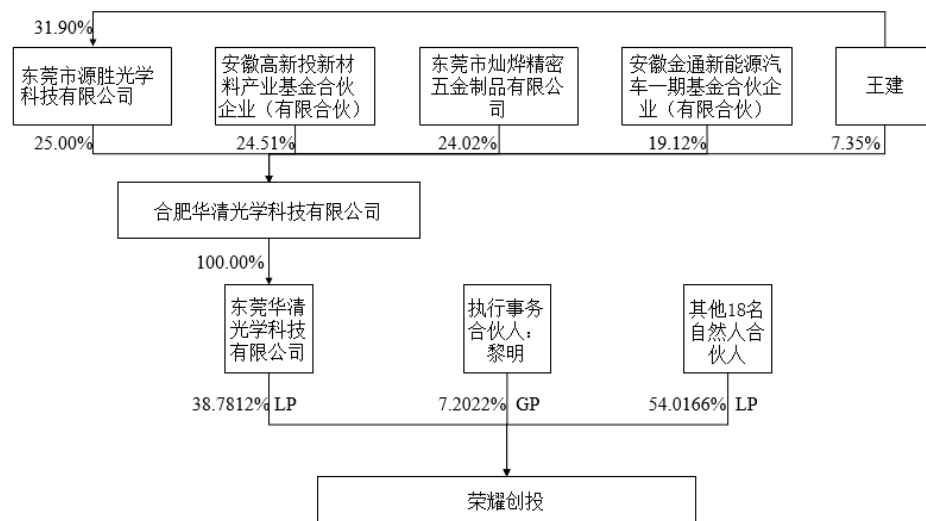 31.90%
东莞市源胜光学
科技有限公司
安徽高新投新材
料产业基金合伙
企业（有限合伙）
东莞市灿烨精密
五金制品有限公
司
安徽金通新能源汽
车一期基金合伙企
业（有限合伙）
王建
25.00%
24.51%
24.02%
19.12%
7.35%
合肥华清光学科技有限公司
100.00%
东莞华清
光学科技
有限公司
执行事务
合伙人：
黎明
其他18名
自然人合
伙人
38.7812% LP
7.2022% GP
54.0166% LP
荣耀创投